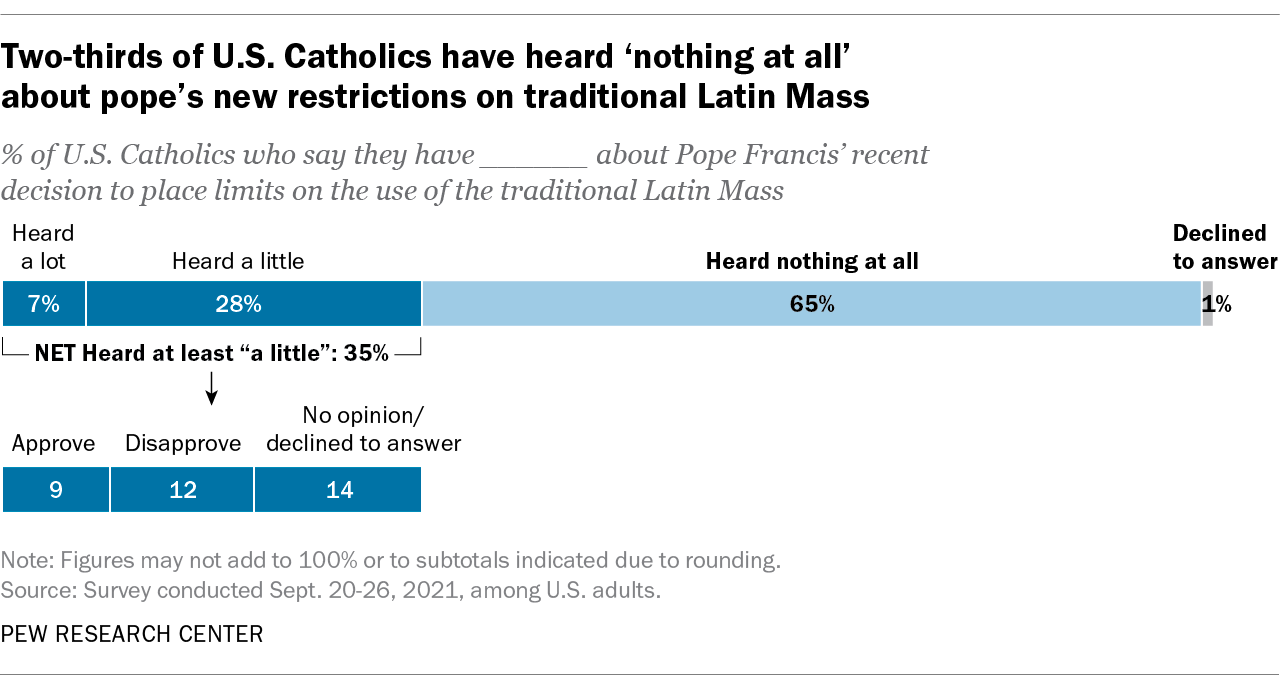 Two-thirds of U.S. Catholics have heard ‘nothing at all’
about pope’s new restrictions on traditional Latin Mass
% of U.S. Catholics who say they have ______ about Pope Francis’ recent
decision to place limits on the use of the traditional Latin Mass
Heard
a lot
Heard a little
Heard nothing at all
Declined
to answer
7%
28%
65%
1%
NET Heard at least “a little”: 35%
Approve
Disapprove
No opinion/
declined to answer
9
12
14
Note: Figures may not add to 100% or to subtotals indicated due to rounding.
Source: Survey conducted Sept. 20-26, 2021, among U.S. adults.
PEW RESEARCH CENTER